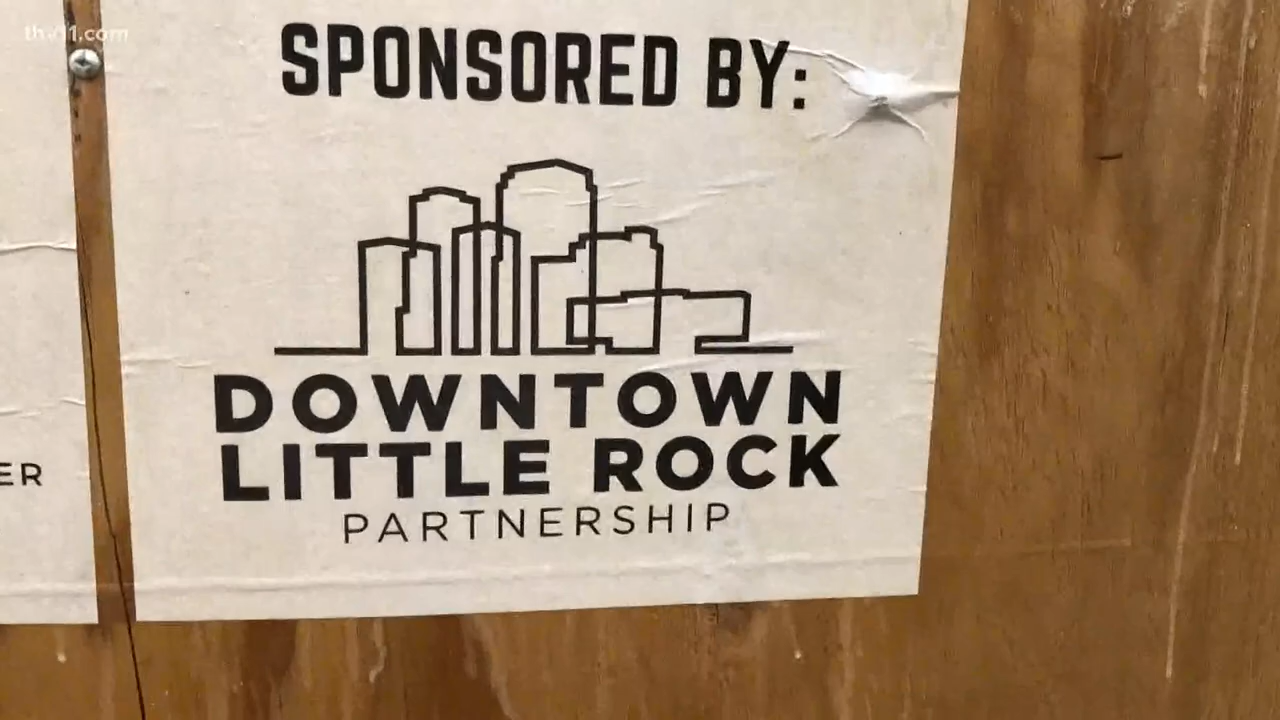 thv11.com
SPONSORED BY:
DOWNTOWN
LITTLE ROCK
PARTNERSHIP
ER